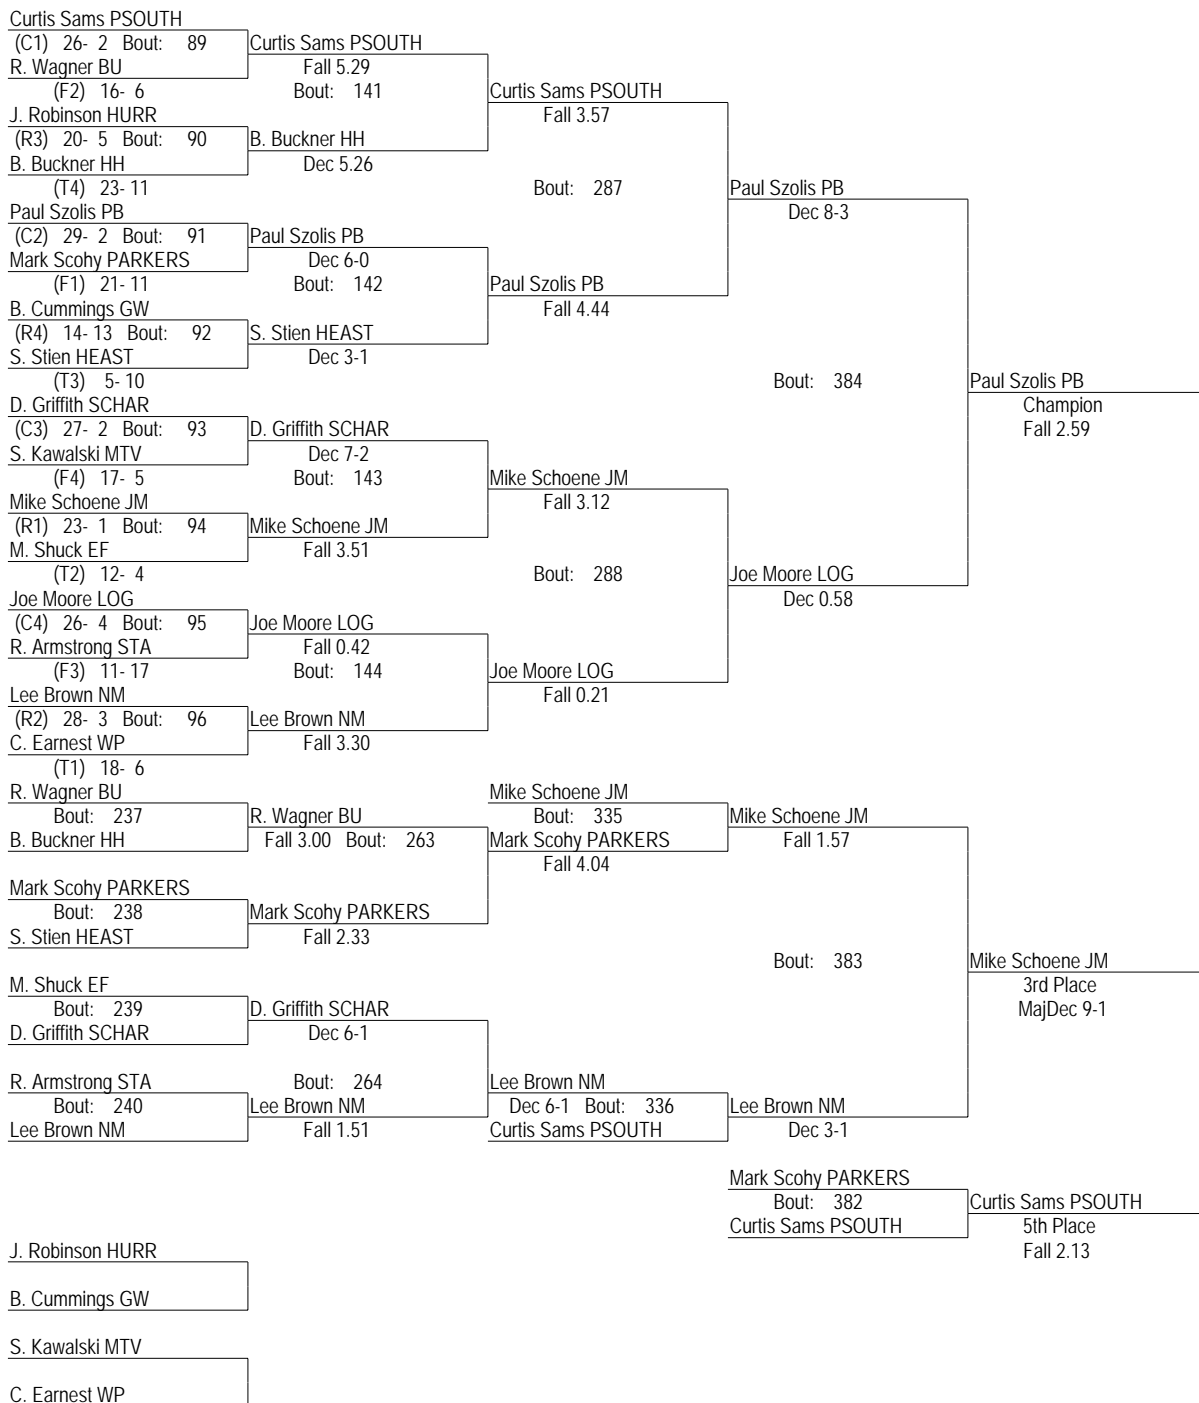 Curtis Sams PSOUTH
(C1) 26- 2 Bout: 89 Curtis Sams PSOUTH
R. Wagner BU Fall 5.29
(F2) 16- 6 Bout: 141 Curtis Sams PSOUTH
J. Robinson HURR Fall 3.57
(R3) 20- 5 Bout: 90 B. Buckner HH
B. Buckner HH Dec 5.26
(T4) 23- 11 Bout: 287 Paul Szolis PB
Paul Szolis PB Dec 8-3
(C2) 29- 2 Bout: 91 Paul Szolis PB
Mark Scohy PARKERS Dec 6-0
(F1) 21- 11 Bout: 142 Paul Szolis PB
B. Cummings GW Fall 4.44
(R4) 14- 13 Bout: 92 S. Stien HEAST
S. Stien HEAST Dec 3-1
(T3) 5- 10 Bout: 384 Paul Szolis PB
D. Griffith SCHAR Champion
(C3) 27- 2 Bout: 93 D. Griffith SCHAR Fall 2.59
S. Kawalski MTV Dec 7-2
(F4) 17- 5 Bout: 143 Mike Schoene JM
Mike Schoene JM Fall 3.12
(R1) 23- 1 Bout: 94 Mike Schoene JM
M. Shuck EF Fall 3.51
(T2) 12- 4 Bout: 288 Joe Moore LOG
Joe Moore LOG Dec 0.58
(C4) 26- 4 Bout: 95 Joe Moore LOG
R. Armstrong STA Fall 0.42
(F3) 11- 17 Bout: 144 Joe Moore LOG
Lee Brown NM Fall 0.21
(R2) 28- 3 Bout: 96 Lee Brown NM
C. Earnest WP Fall 3.30
(T1) 18- 6
R. Wagner BU Mike Schoene JM
Bout: 237 R. Wagner BU Bout: 335 Mike Schoene JM
B. Buckner HH Fall 3.00 Bout: 263 Mark Scohy PARKERS Fall 1.57
Fall 4.04
Mark Scohy PARKERS
Bout: 238 Mark Scohy PARKERS
S. Stien HEAST Fall 2.33
Bout: 383 Mike Schoene JM
M. Shuck EF 3rd Place
Bout: 239 D. Griffith SCHAR MajDec 9-1
D. Griffith SCHAR Dec 6-1
R. Armstrong STA Bout: 264 Lee Brown NM
Bout: 240 Lee Brown NM Dec 6-1 Bout: 336 Lee Brown NM
Lee Brown NM Fall 1.51 Curtis Sams PSOUTH Dec 3-1
Mark Scohy PARKERS
Bout: 382 Curtis Sams PSOUTH
Curtis Sams PSOUTH 5th Place
J. Robinson HURR Fall 2.13
B. Cummings GW
S. Kawalski MTV
C. Earnest WP